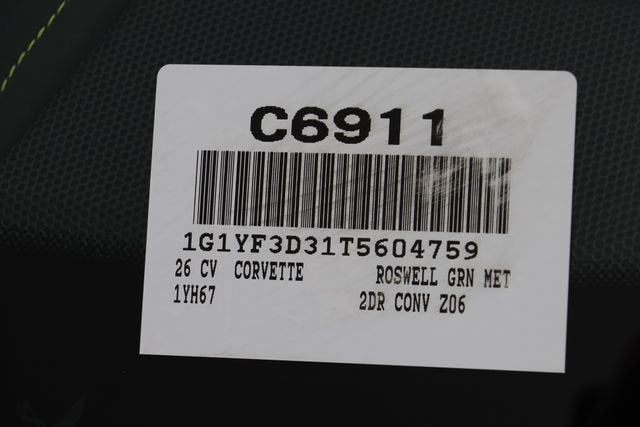 C6911
1G1YF3D31T5604759
26 CV CORVETTE ROSWELL GRN MET
1YH67 2DR CONV Z06